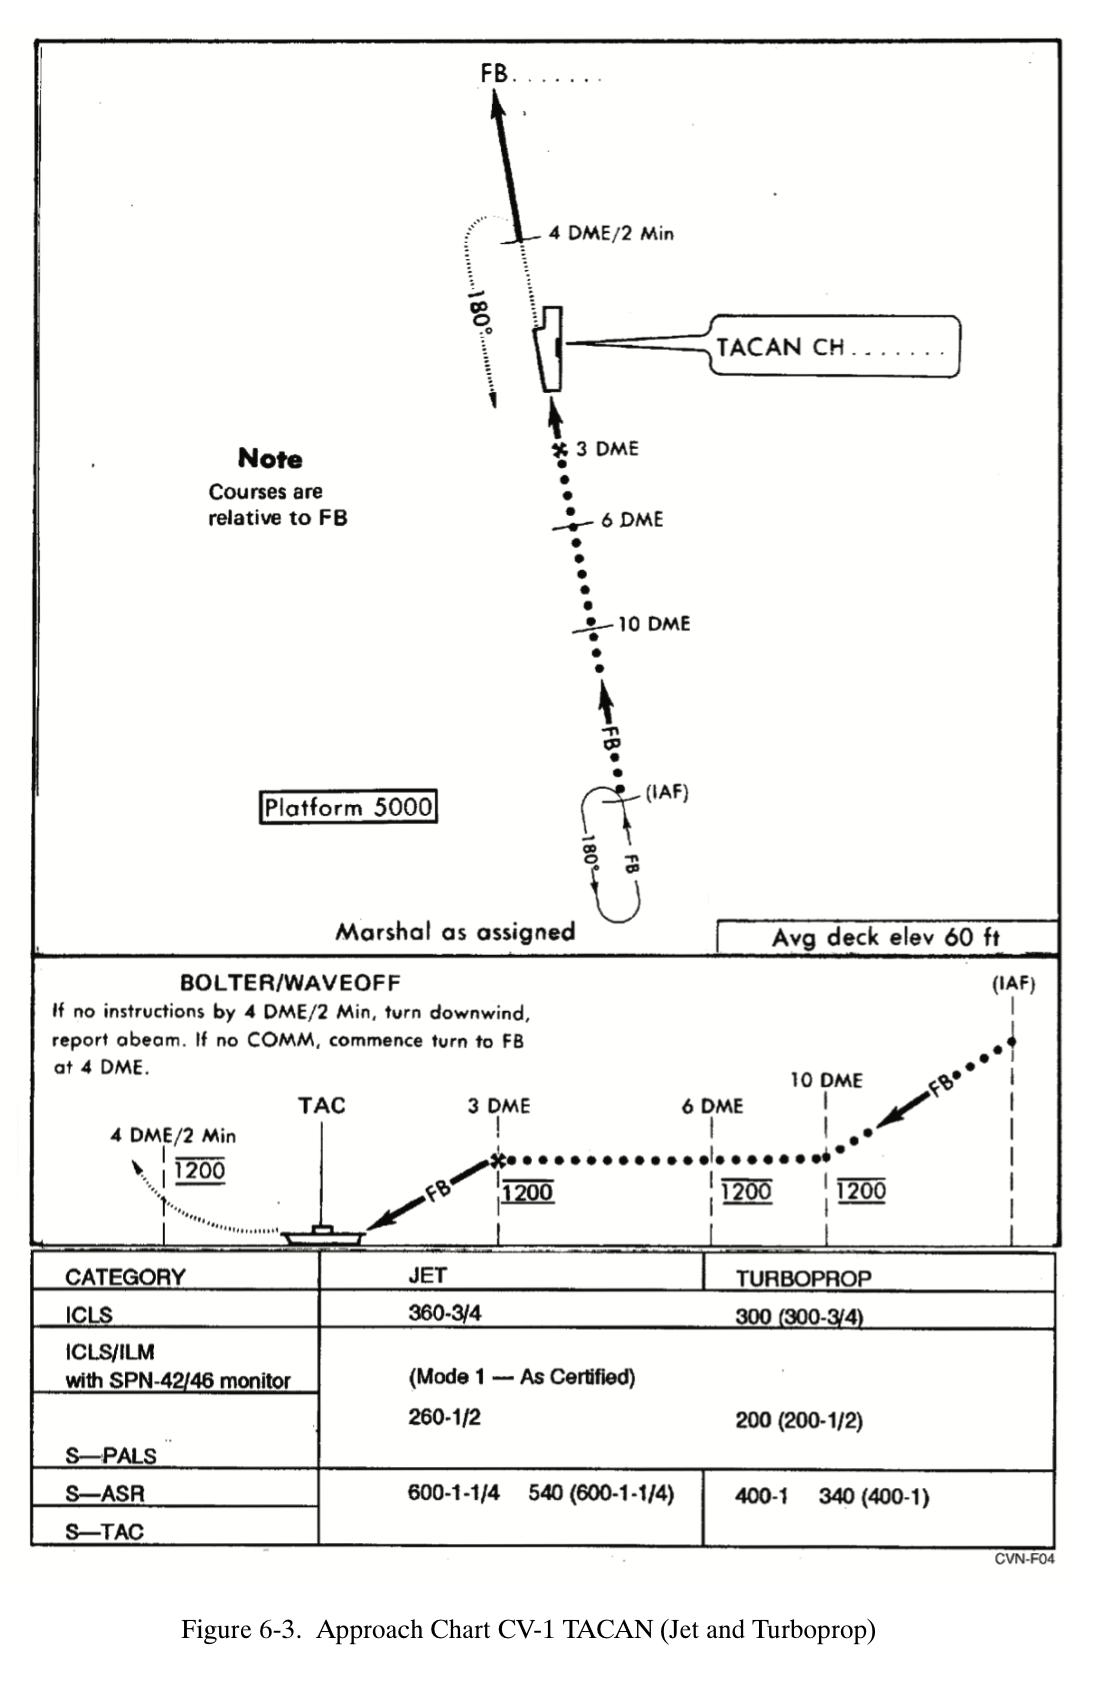 FB.......
4 DME/2 Min
180°
TACAN CH.......
3 DME
Note
Courses are
relative to FB
6 DME
10 DME
FB
Platform 5000
(IAF)
180°
FB
Marshal as assigned
Avg deck elev 60 ft
BOLTER/WAVEOFF
If no instructions by 4 DME/2 Min, turn downwind,
report abeam. If no COMM, commence turn to FB
at 4 DME.
(IAF)
10 DME
FB
TAC
3 DME
6 DME
4 DME/2 Min
1200
FB
1200
1200
1200
CATEGORY JET TURBOPROP
ICLS 360-3/4 300 (300-3/4)
ICLS/ILM
with SPN-42/46 monitor (Mode 1 — As Certified)
260-1/2 200 (200-1/2)
S—PALS
S—ASR 600-1-1/4 540 (600-1-1/4) 400-1 340 (400-1)
S—TAC
CVN-F04
Figure 6-3. Approach Chart CV-1 TACAN (Jet and Turboprop)